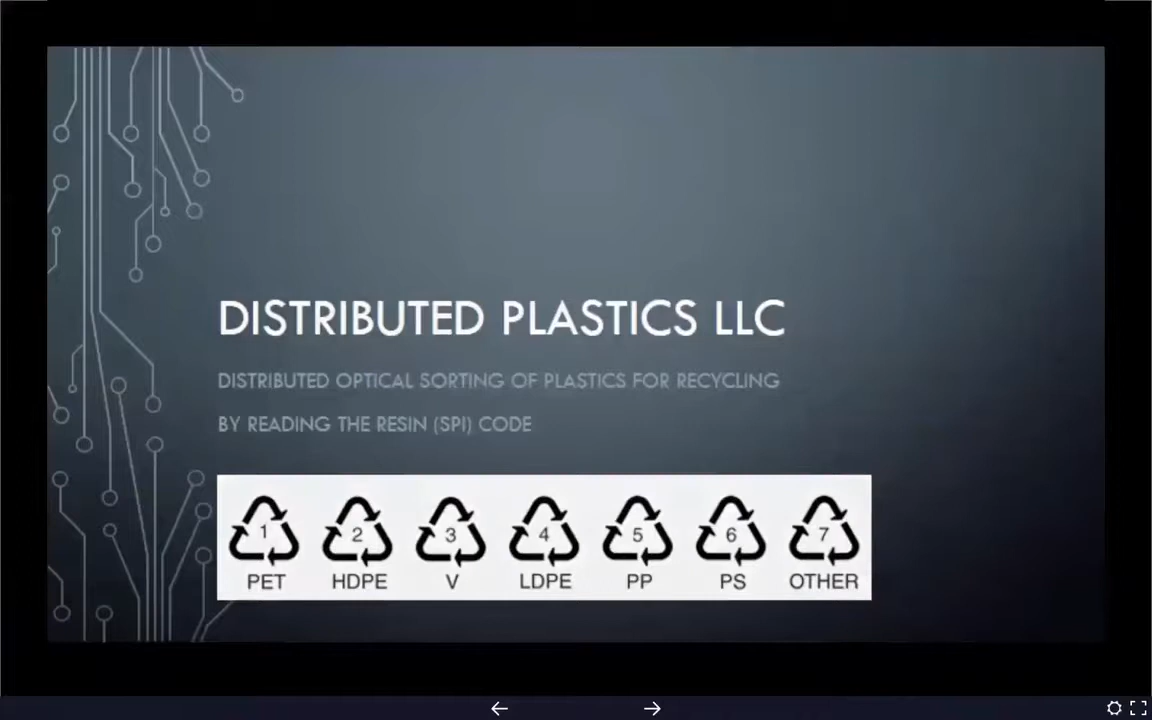 DISTRIBUTED PLASTICS LLC
DISTRIBUTED OPTICAL SORTING OF PLASTICS FOR RECYCLING
BY READING THE RESIN (SPI) CODE
1 2 3 4 5 6 7
PET HDPE V LDPE PP PS OTHER